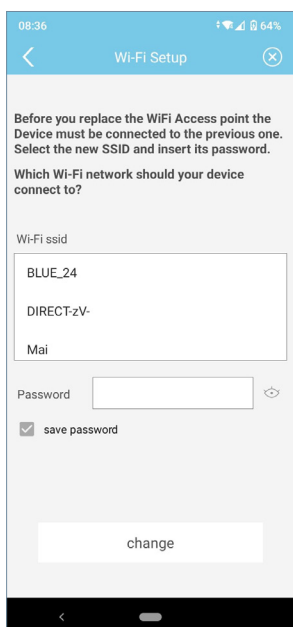 08:36
64%
Wi-Fi Setup
Before you replace the WiFi Access point the
Device must be connected to the previous one.
Select the new SSID and insert its password.
Which Wi-Fi network should your device
connect to?
Wi-Fi ssid
BLUE_24
DIRECT-zV-
Mai
Password
save password
change